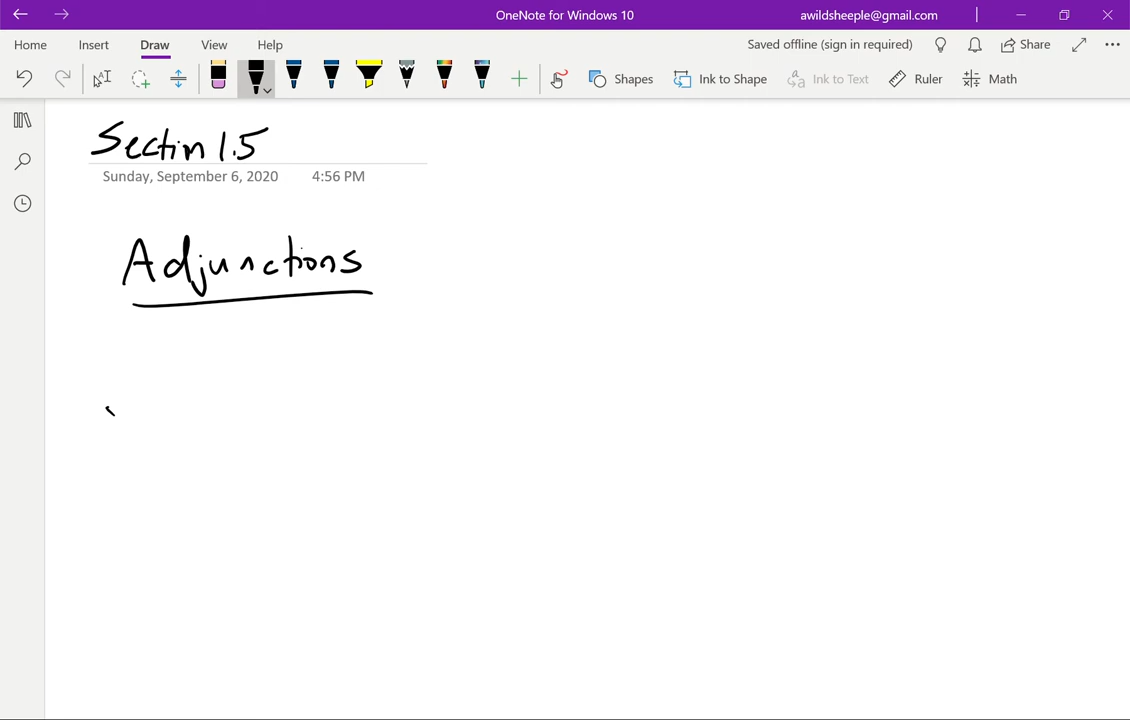 OneNote for Windows 10
awildsheeple@gmail.com
Home Insert Draw View Help
Saved offline (sign in required) Share
Shapes Ink to Shape Ink to Text Ruler Math
Section 1.5
Sunday, September 6, 2020 4:56 PM
Adjunctions